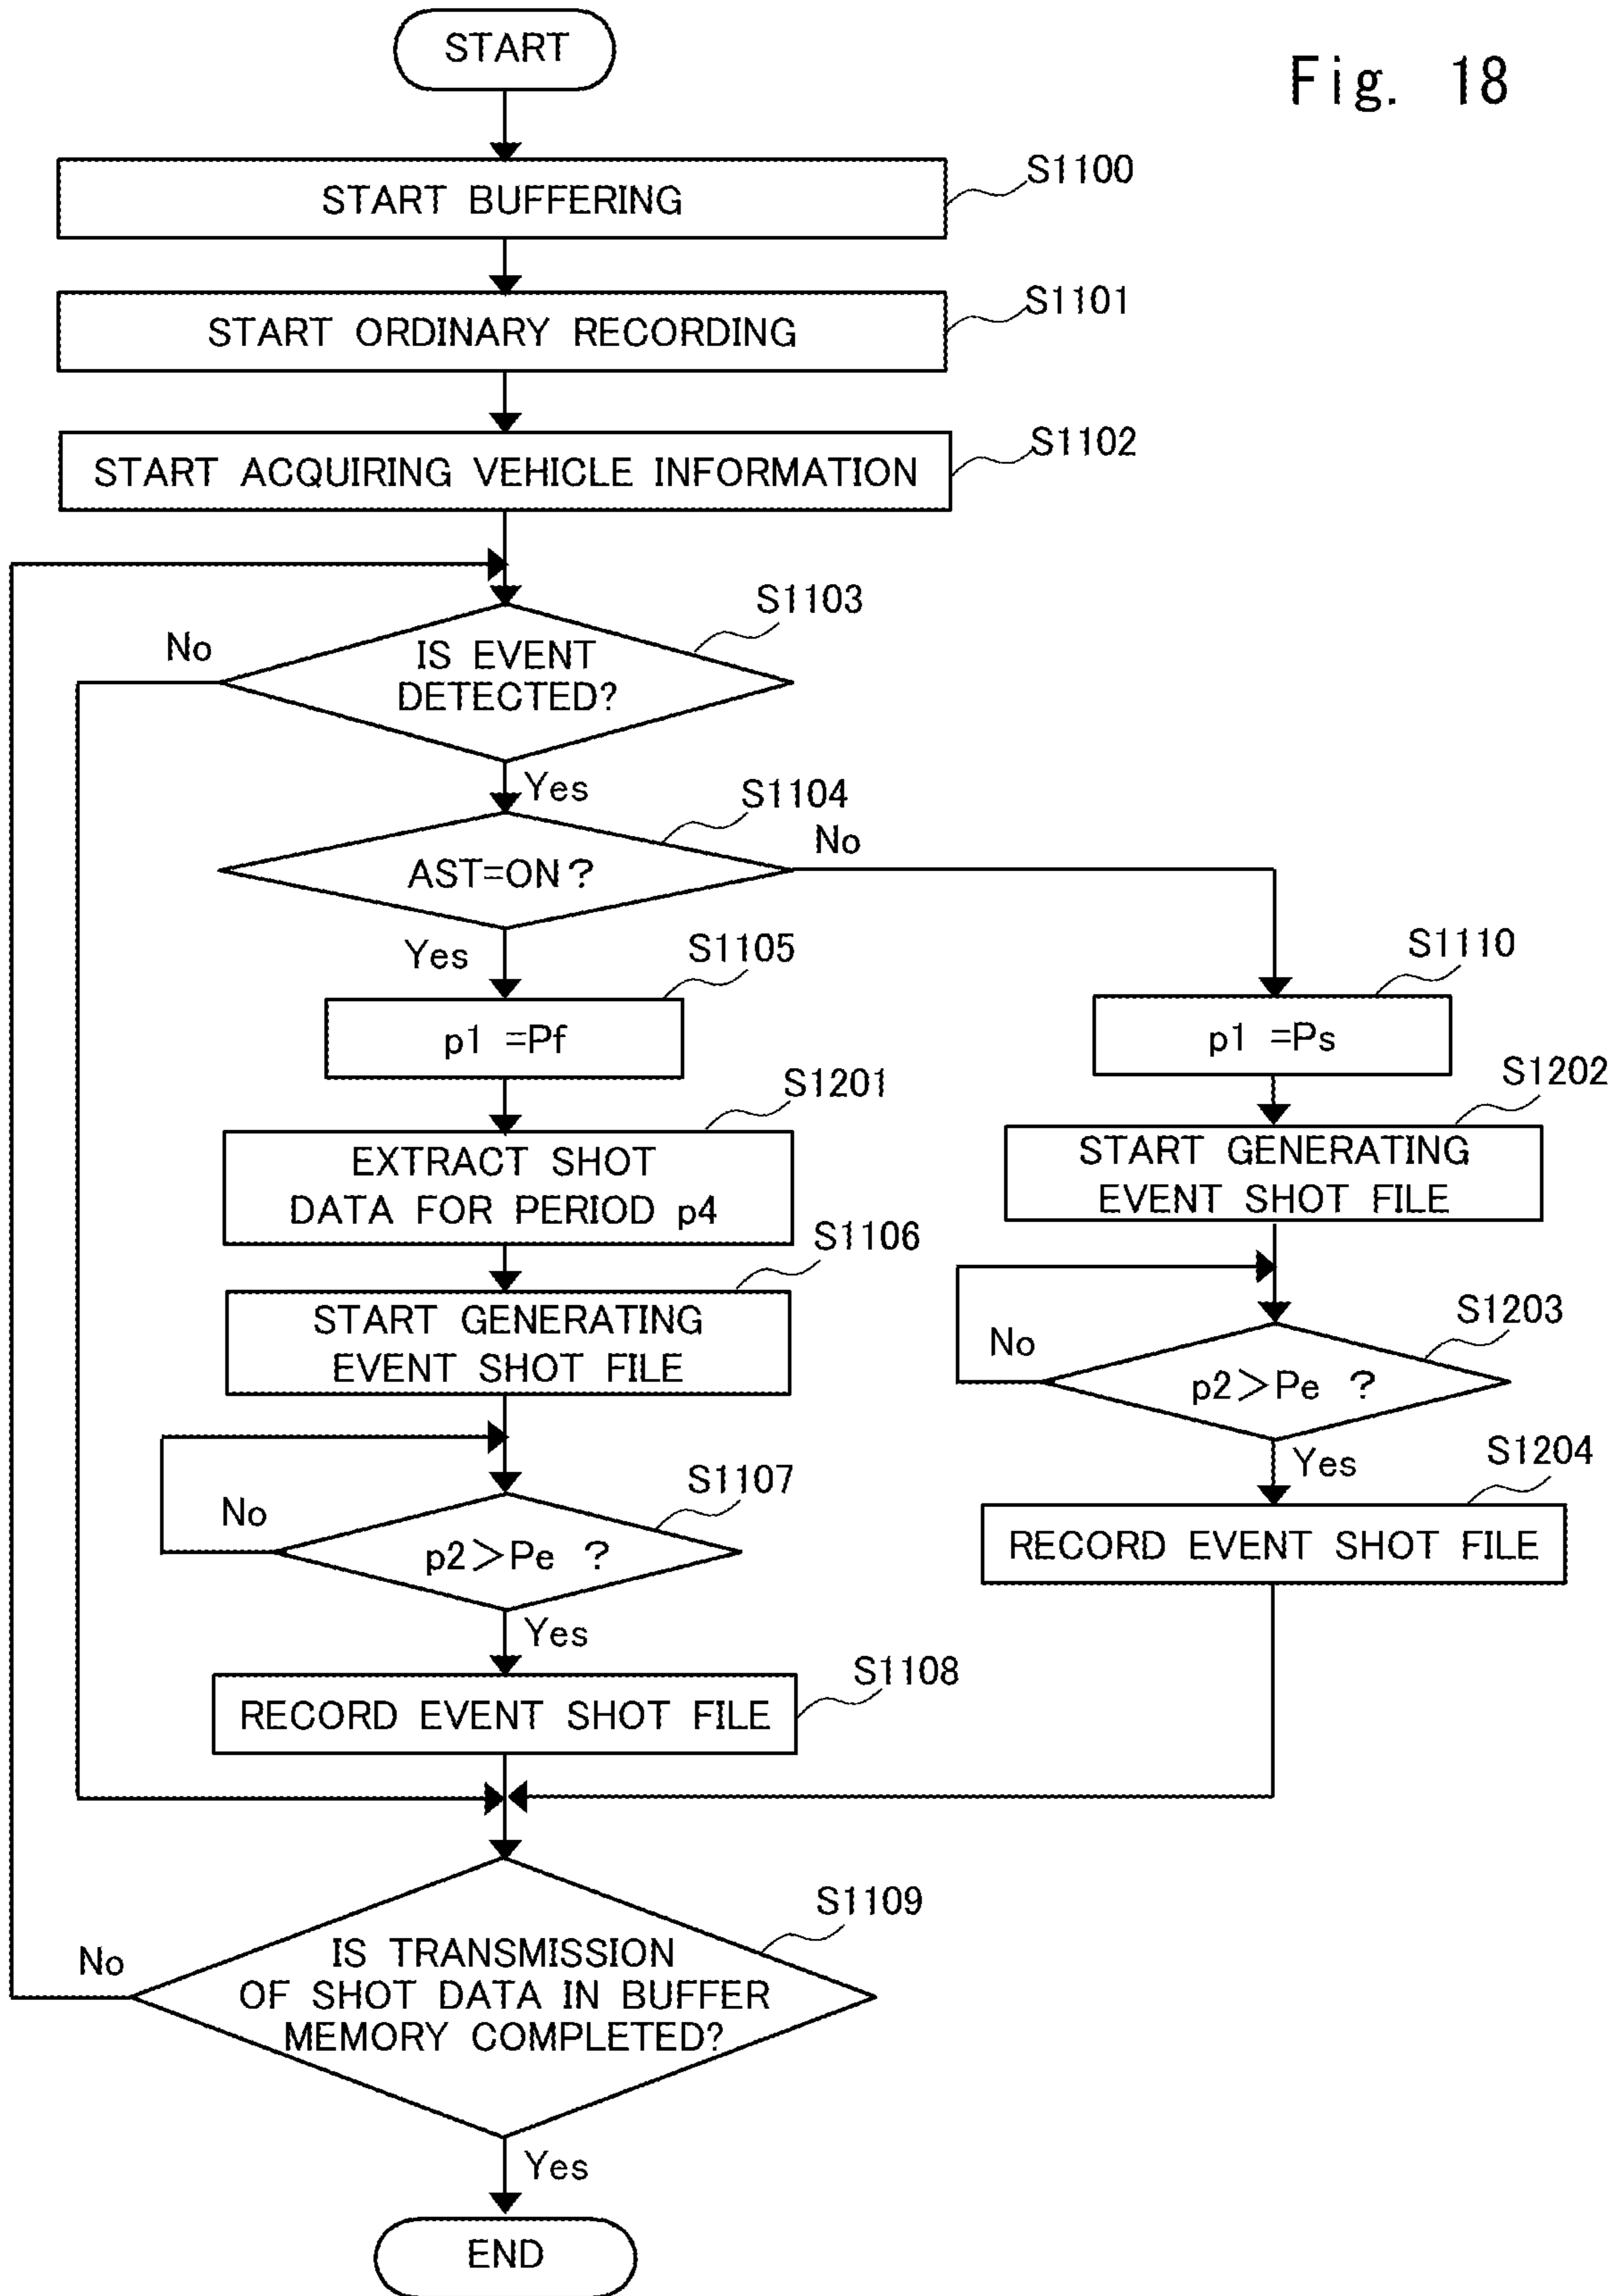 START
Fig. 18
START BUFFERING
S1100
START ORDINARY RECORDING
S1101
START ACQUIRING VEHICLE INFORMATION
S1102
S1103
No
IS EVENT
DETECTED?
Yes
S1104
AST=ON?
No
Yes
S1105
p1 =Pf
S1110
p1 =Ps
S1201
EXTRACT SHOT
DATA FOR PERIOD p4
S1202
START GENERATING
EVENT SHOT FILE
S1106
START GENERATING
EVENT SHOT FILE
S1203
No
p2>Pe ?
Yes
S1107
No
p2>Pe ?
Yes
S1204
RECORD EVENT SHOT FILE
S1108
RECORD EVENT SHOT FILE
S1109
No
IS TRANSMISSION
OF SHOT DATA IN BUFFER
MEMORY COMPLETED?
Yes
END